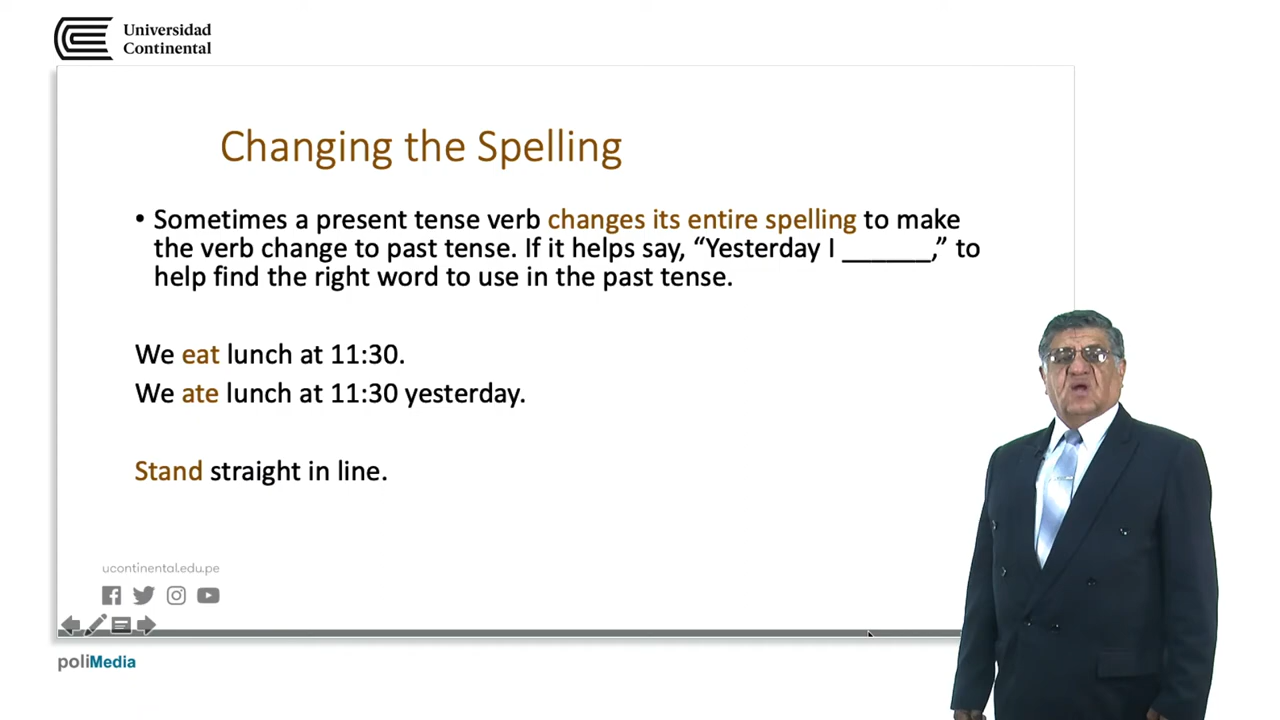 Universidad
Continental
Changing the Spelling
• Sometimes a present tense verb changes its entire spelling to make
the verb change to past tense. If it helps say, “Yesterday I ______,” to
help find the right word to use in the past tense.
We eat lunch at 11:30.
We ate lunch at 11:30 yesterday.
Stand straight in line.
ucontinental.edu.pe
poliMedia